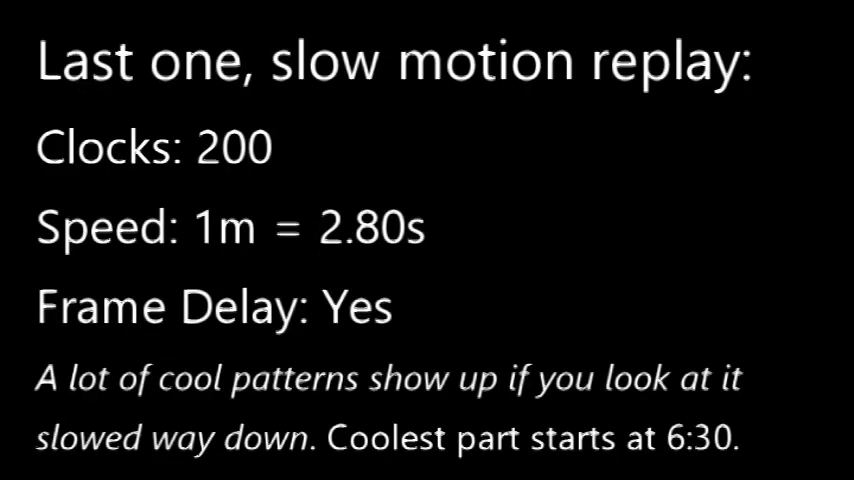 Last one, slow motion replay:
Clocks: 200
Speed: 1m = 2.80s
Frame Delay: Yes
A lot of cool patterns show up if you look at it
slowed way down. Coolest part starts at 6:30.